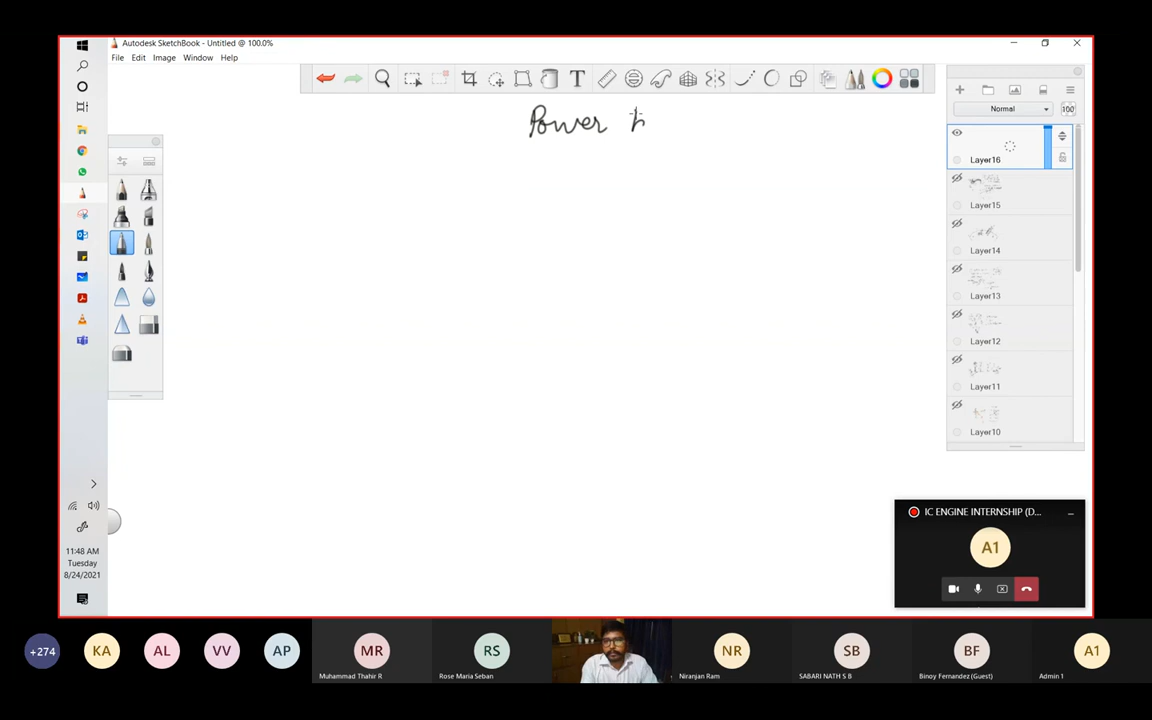 Autodesk SketchBook - Untitled @ 100.0%
File Edit Image Window Help
T
Power
Normal
100
Layer16
Layer15
Layer14
Layer13
Layer12
Layer11
Layer10
11:48 AM
Tuesday
8/24/2021
IC ENGINE INTERNSHIP (D...
A1
+274
KA
AL
VV
AP
MR
Muhammad Thahir R
RS
Rose Maria Seban
NR
Niranjan Ram
SB
SABARI NATH S B
BF
Binoy Fernandez (Guest)
A1
Admin 1